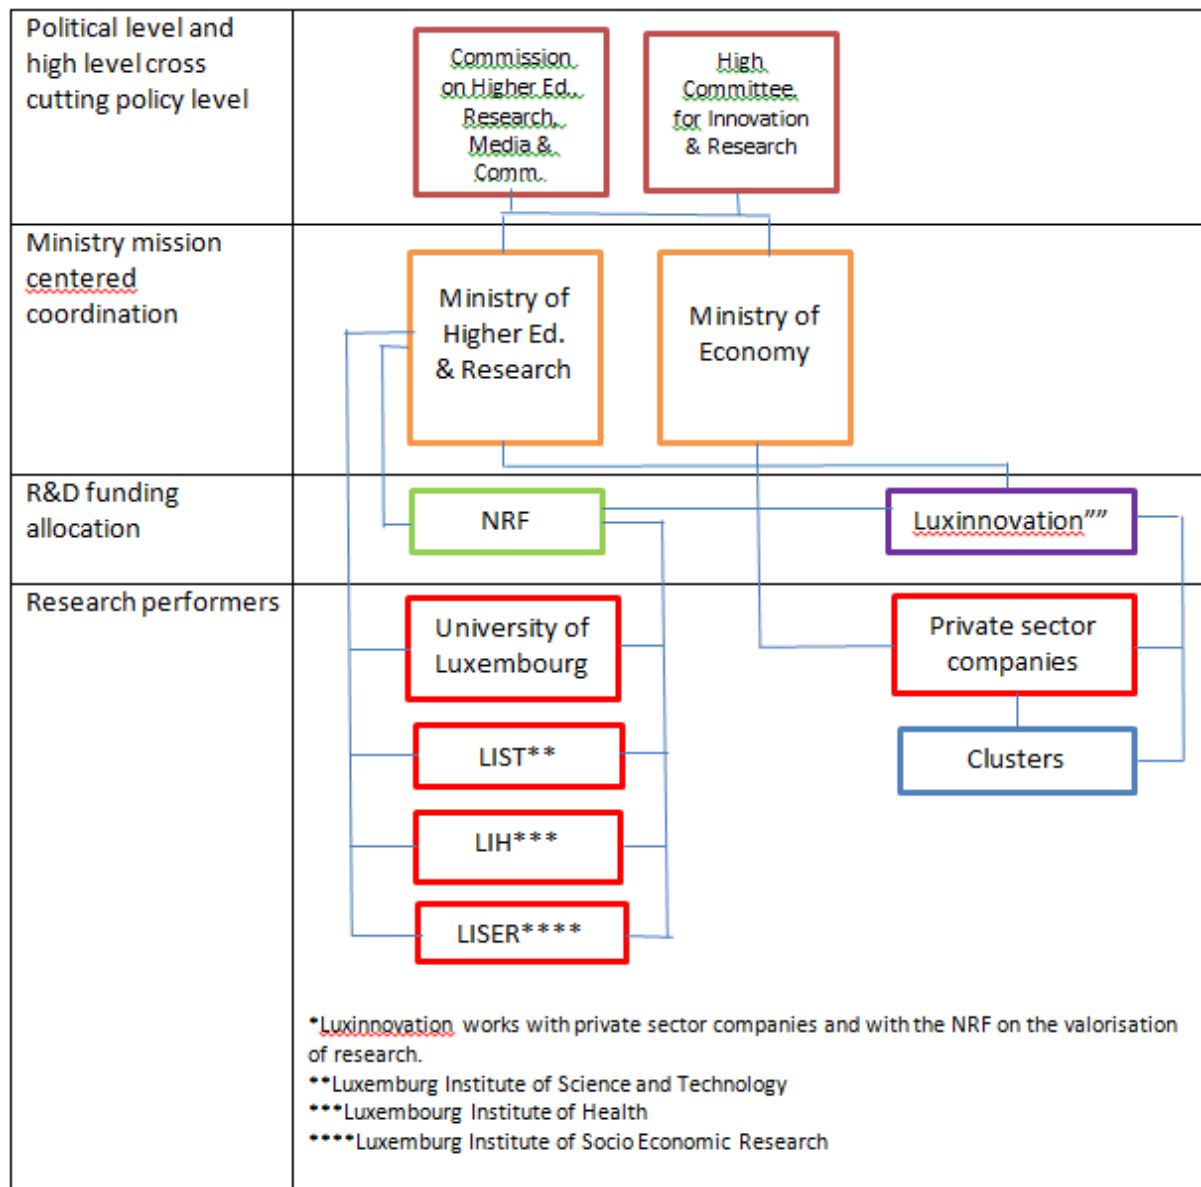 Political level and
high level cross
cutting policy level
Commission
on Higher Ed.,
Research,
Media &
Comm.
High
Committee
for Innovation
& Research
Ministry mission
centered
coordination
Ministry of
Higher Ed.
& Research
Ministry of
Economy
R&D funding
allocation
NRF
Luxinnovation””
Research performers
University of
Luxembourg
LIST**
LIH***
LISER****
Private sector
companies
Clusters
*Luxinnovation works with private sector companies and with the NRF on the valorisation
of research.
**Luxemburg Institute of Science and Technology
***Luxembourg Institute of Health
****Luxemburg Institute of Socio Economic Research